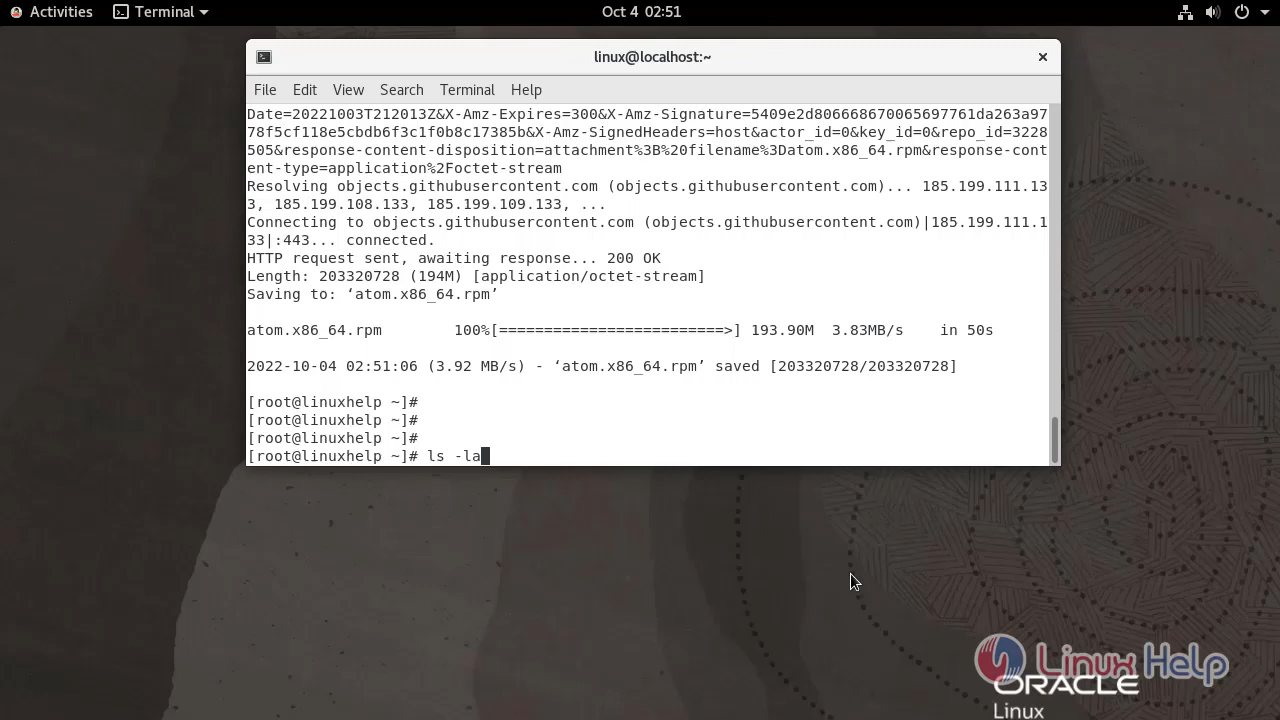 Activities Terminal Oct 4 02:51
linux@localhost:~
File Edit View Search Terminal Help
Date=20221003T212013Z&X-Amz-Expires=300&X-Amz-Signature=5409e2d806668670065697761da263a97
78f5cf118e5cbdb6f3c1f0b8c17385b&X-Amz-SignedHeaders=host&actor_id=0&key_id=0&repo_id=3228
505&response-content-disposition=attachment%3B%20filename%3Datom.x86_64.rpm&response-cont
ent-type=application%2Foctet-stream
Resolving objects.githubusercontent.com (objects.githubusercontent.com)... 185.199.111.13
3, 185.199.108.133, 185.199.109.133, ...
Connecting to objects.githubusercontent.com (objects.githubusercontent.com)|185.199.111.1
33|:443... connected.
HTTP request sent, awaiting response... 200 OK
Length: 203320728 (194M) [application/octet-stream]
Saving to: ‘atom.x86_64.rpm’
atom.x86_64.rpm 100%[=========================>] 193.90M 3.83MB/s in 50s
2022-10-04 02:51:06 (3.92 MB/s) - ‘atom.x86_64.rpm’ saved [203320728/203320728]
[root@linuxhelp ~]#
[root@linuxhelp ~]#
[root@linuxhelp ~]#
[root@linuxhelp ~]# ls -la
Linux Help
ORACLE
Linux